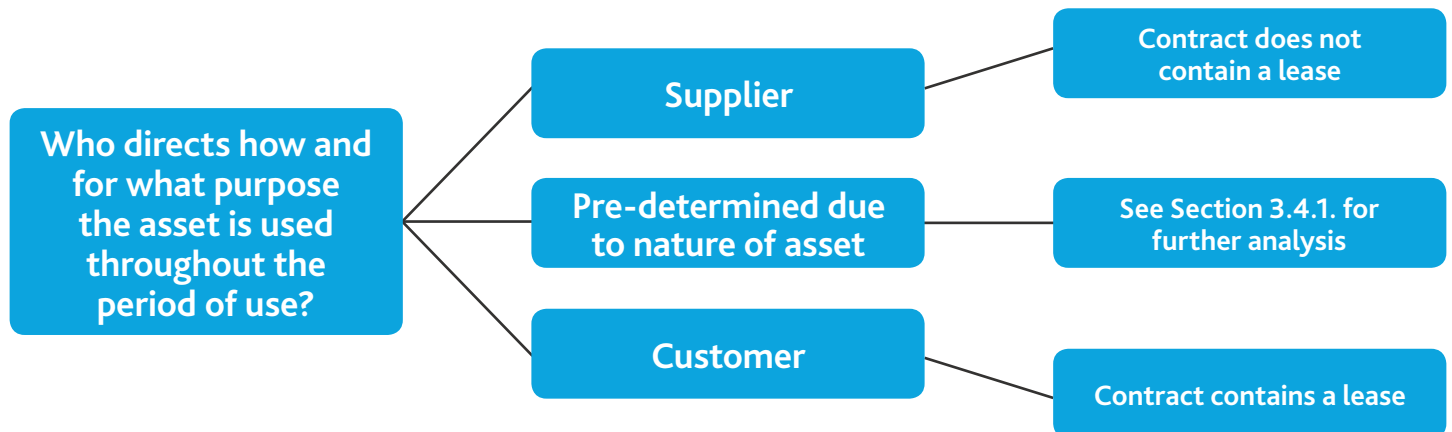 Who directs how and
for what purpose
the asset is used
throughout the
period of use?
Supplier
Contract does not
contain a lease
Pre-determined due
to nature of asset
See Section 3.4.1. for
further analysis
Customer
Contract contains a lease